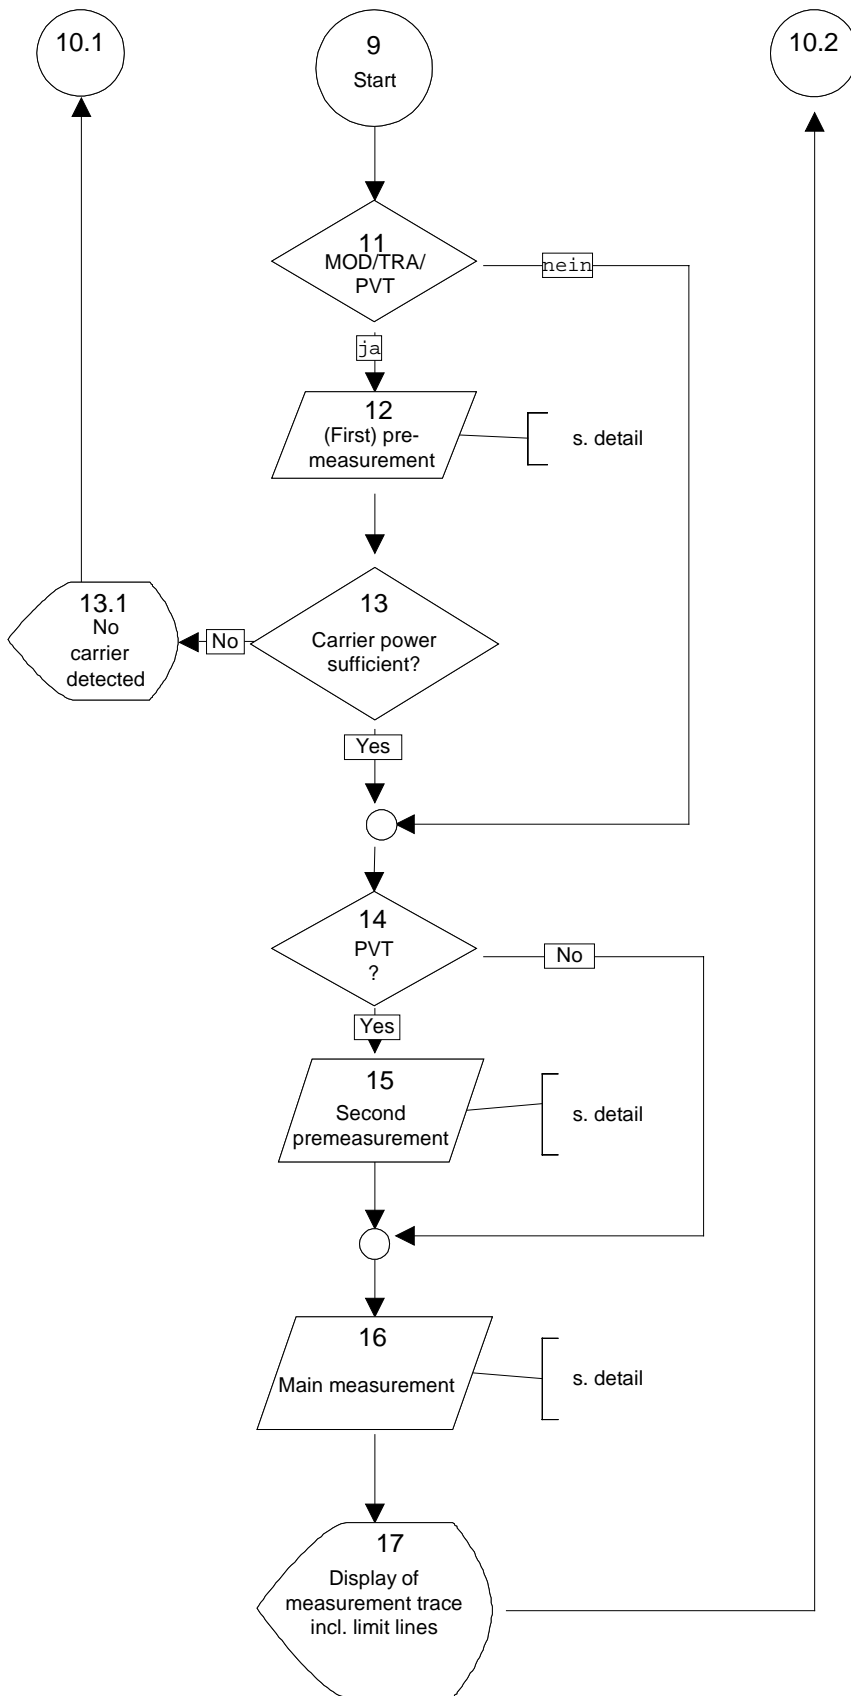 10.1
9
Start
10.2
11
MOD/TRA/
PVT
nein
ja
12
(First) pre-
measurement
s. detail
13
Carrier power
sufficient?
No
13.1
No
carrier
detected
Yes
14
PVT
?
No
Yes
15
Second
premeasurement
s. detail
16
Main measurement
s. detail
17
Display of
measurement trace
incl. limit lines